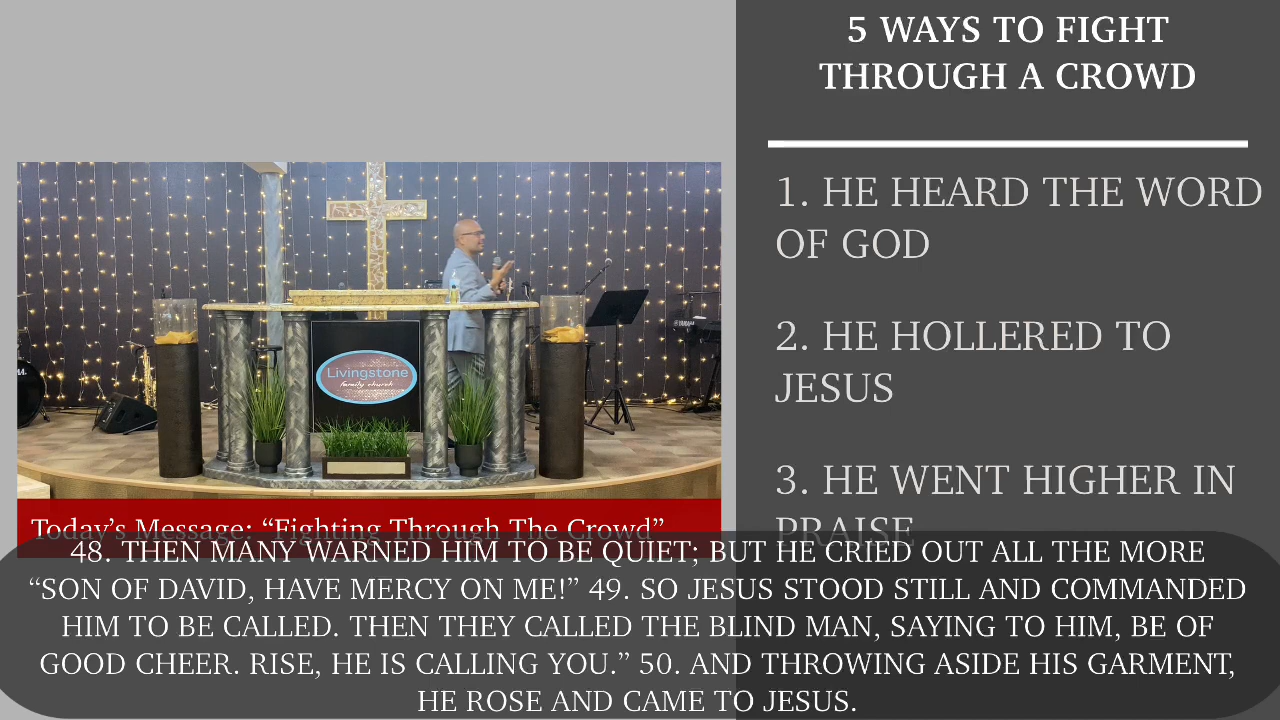 5 WAYS TO FIGHT
THROUGH A CROWD
1. HE HEARD THE WORD
OF GOD
2. HE HOLLERED TO
JESUS
3. HE WENT HIGHER IN
PRAISE
Livingstone
family church
YAMAHA
Today's Message: “Fighting Through The Crowd”
48. THEN MANY WARNED HIM TO BE QUIET; BUT HE CRIED OUT ALL THE MORE
“SON OF DAVID, HAVE MERCY ON ME!” 49. SO JESUS STOOD STILL AND COMMANDED
HIM TO BE CALLED. THEN THEY CALLED THE BLIND MAN, SAYING TO HIM, BE OF
GOOD CHEER. RISE, HE IS CALLING YOU.” 50. AND THROWING ASIDE HIS GARMENT,
HE ROSE AND CAME TO JESUS.